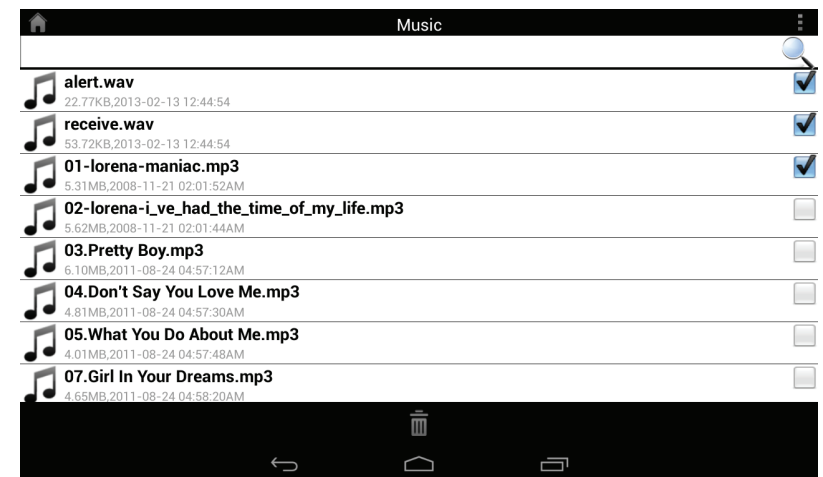 Music
alert.wav
22.77KB,2013-02-13 12:44:54
receive.wav
53.72KB,2013-02-13 12:44:54
01-lorena-maniac.mp3
5.31MB,2008-11-21 02:01:52AM
02-lorena-i_ve_had_the_time_of_my_life.mp3
5.62MB,2008-11-21 02:01:44AM
03.Pretty Boy.mp3
6.10MB,2011-08-24 04:57:12AM
04.Don't Say You Love Me.mp3
4.81MB,2011-08-24 04:57:30AM
05.What You Do About Me.mp3
4.01MB,2011-08-24 04:57:48AM
07.Girl In Your Dreams.mp3
4.65MB,2011-08-24 04:58:20AM